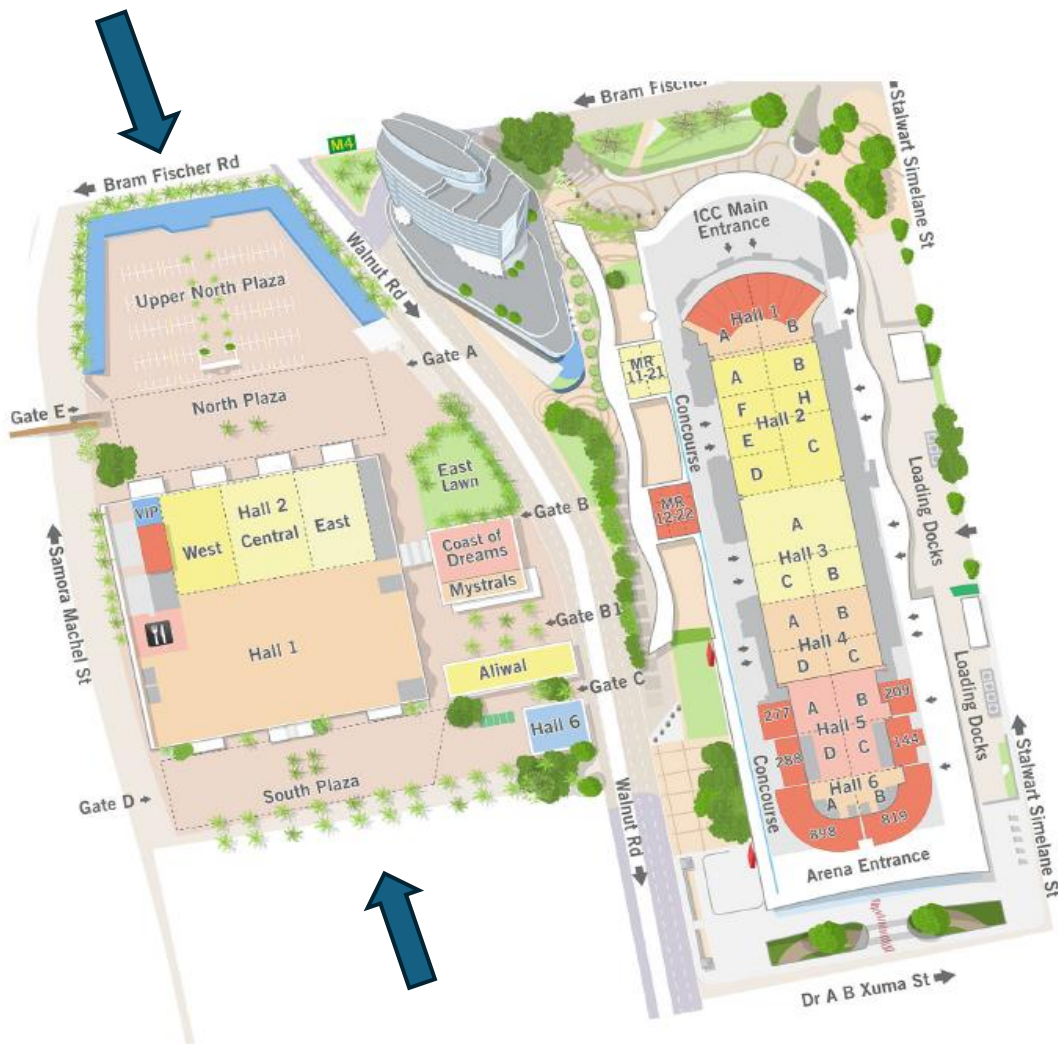 Bram Fischer Rd
M4
Bram Fischer
Stalwart Simelane St
Walnut Rd
ICC Main
Entrance
Upper North Plaza
Gate A
North Plaza
Gate E
East
Lawn
Gate B
VIP
West
Hall 2
Central
East
Coast of
Dreams
Mystrals
Gate B1
Samora Machel St
Hall 1
Aliwal
Gate C
Hall 6
Gate D
South Plaza
Walnut Rd
Hall 1
A
B
MR
11-21
A
B
F
H
Hall 2
E
C
D
Concourse
MR
12-22
A
Hall 3
C
B
A
B
Hall 4
D
C
277
A
B
209
Hall 5
288
D
C
144
Hall 6
A
B
898
819
Concourse
Arena Entrance
Loading Docks
Loading Docks
Stalwart Simelane St
Dr A B Xuma St